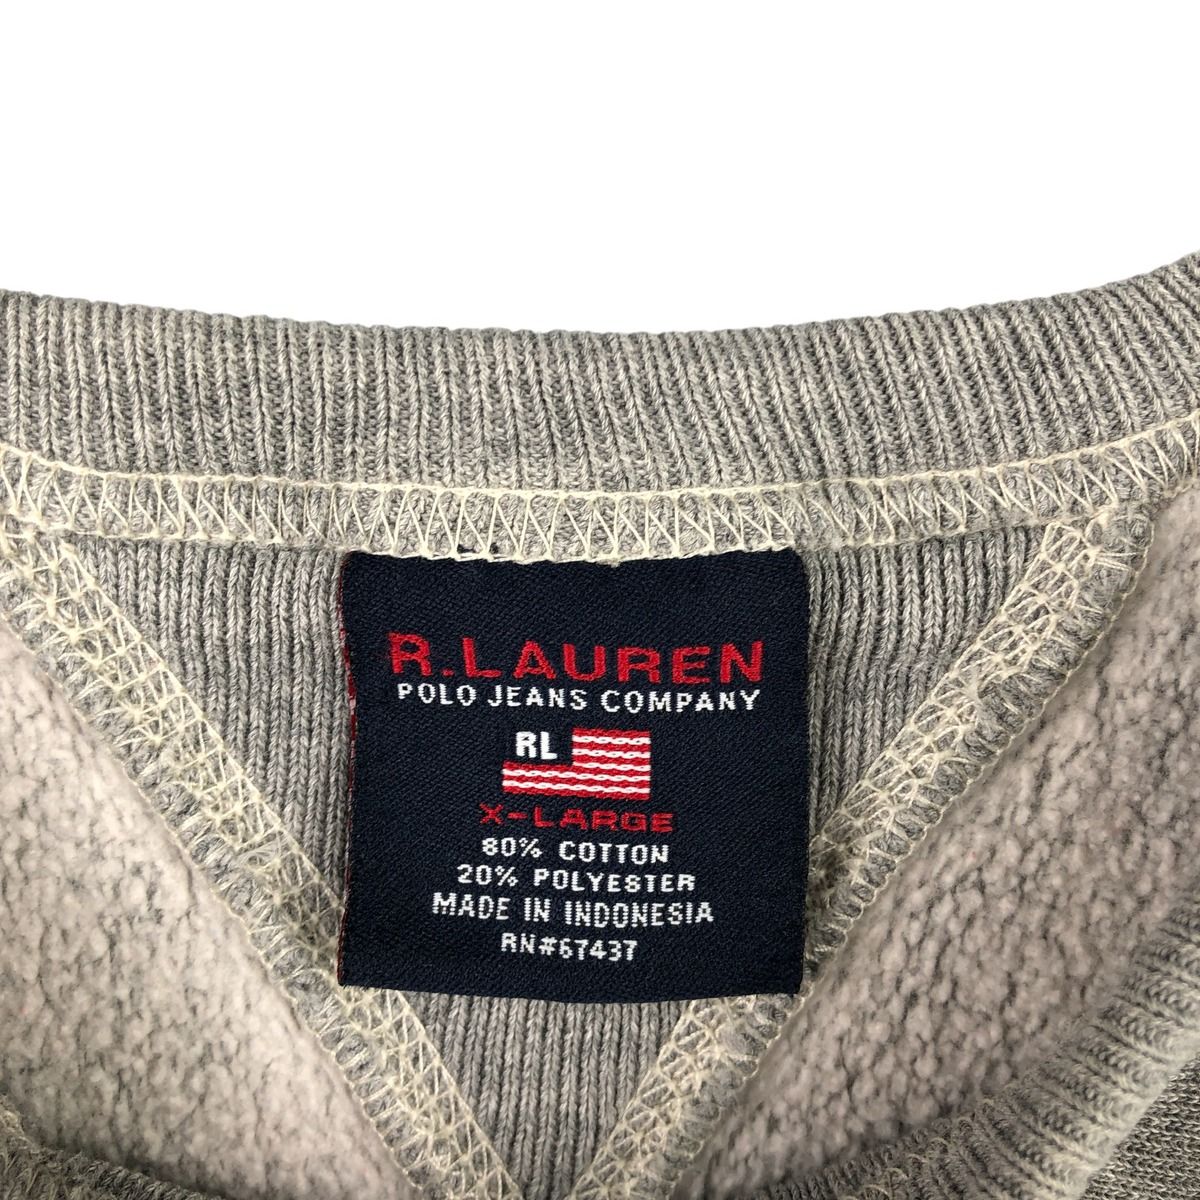 R.LAUREN
POLO JEANS COMPANY
RL
X-LARGE
80% COTTON
20% POLYESTER
MADE IN INDONESIA
RN#67437